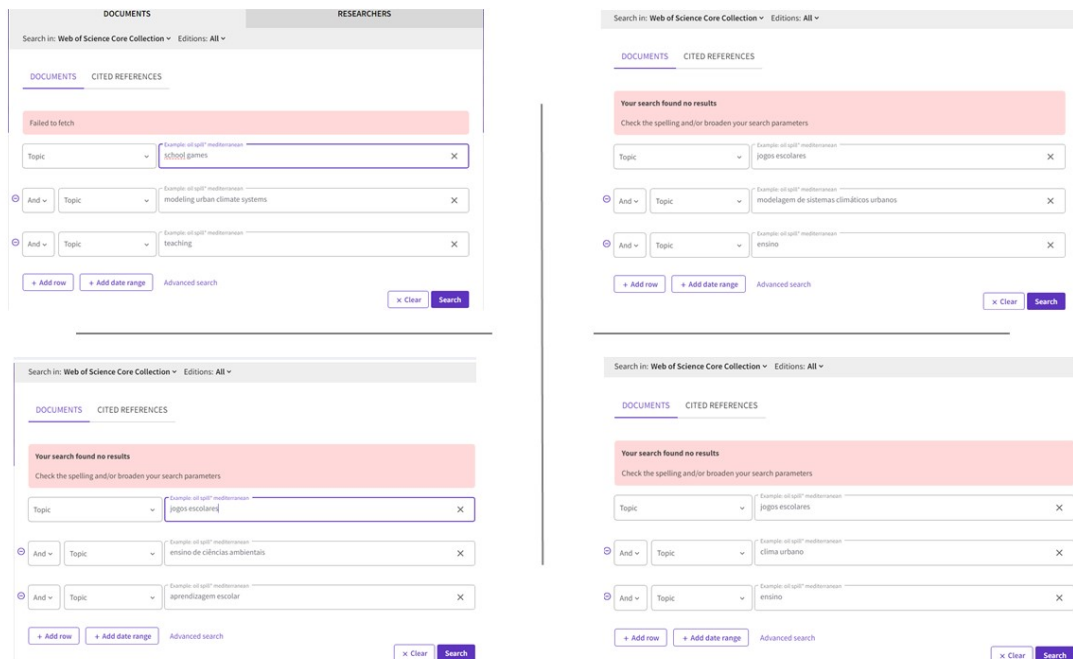 DOCUMENTS RESEARCHERS
Search in: Web of Science Core Collection Editions: All
DOCUMENTS CITED REFERENCES
Failed to fetch
Topic
Example: oil spill* mediterranean
school games
And Topic
Example: oil spill* mediterranean
modeling urban climate systems
And Topic
Example: oil spill* mediterranean
teaching
+ Add row + Add date range Advanced search
× Clear Search
Search in: Web of Science Core Collection Editions: All
DOCUMENTS CITED REFERENCES
Your search found no results
Check the spelling and/or broaden your search parameters
Topic
Example: oil spill* mediterranean
jogos escolares
And Topic
Example: oil spill* mediterranean
modelagem de sistemas climáticos urbanos
And Topic
Example: oil spill* mediterranean
ensino
+ Add row + Add date range Advanced search
× Clear Search
Search in: Web of Science Core Collection Editions: All
DOCUMENTS CITED REFERENCES
Your search found no results
Check the spelling and/or broaden your search parameters
Topic
Example: oil spill* mediterranean
jogos escolares
And Topic
Example: oil spill* mediterranean
ensino de ciências ambientais
And Topic
Example: oil spill* mediterranean
aprendizagem escolar
+ Add row + Add date range Advanced search
× Clear Search
Search in: Web of Science Core Collection Editions: All
DOCUMENTS CITED REFERENCES
Your search found no results
Check the spelling and/or broaden your search parameters
Topic
Example: oil spill* mediterranean
jogos escolares
And Topic
Example: oil spill* mediterranean
clima urbano
And Topic
Example: oil spill* mediterranean
ensino
+ Add row + Add date range Advanced search
× Clear Search